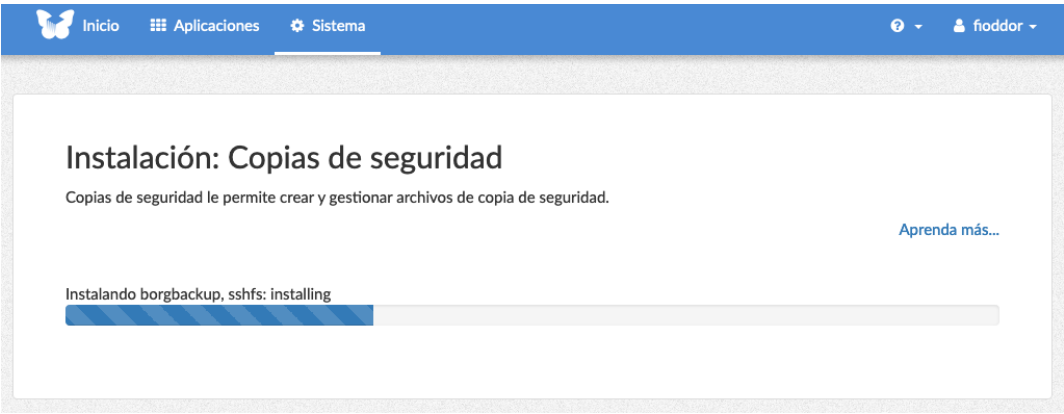 Inicio Aplicaciones Sistema fioddor
Instalación: Copias de seguridad
Copias de seguridad le permite crear y gestionar archivos de copia de seguridad.
Aprenda más...
Instalando borgbackup, sshfs: installing